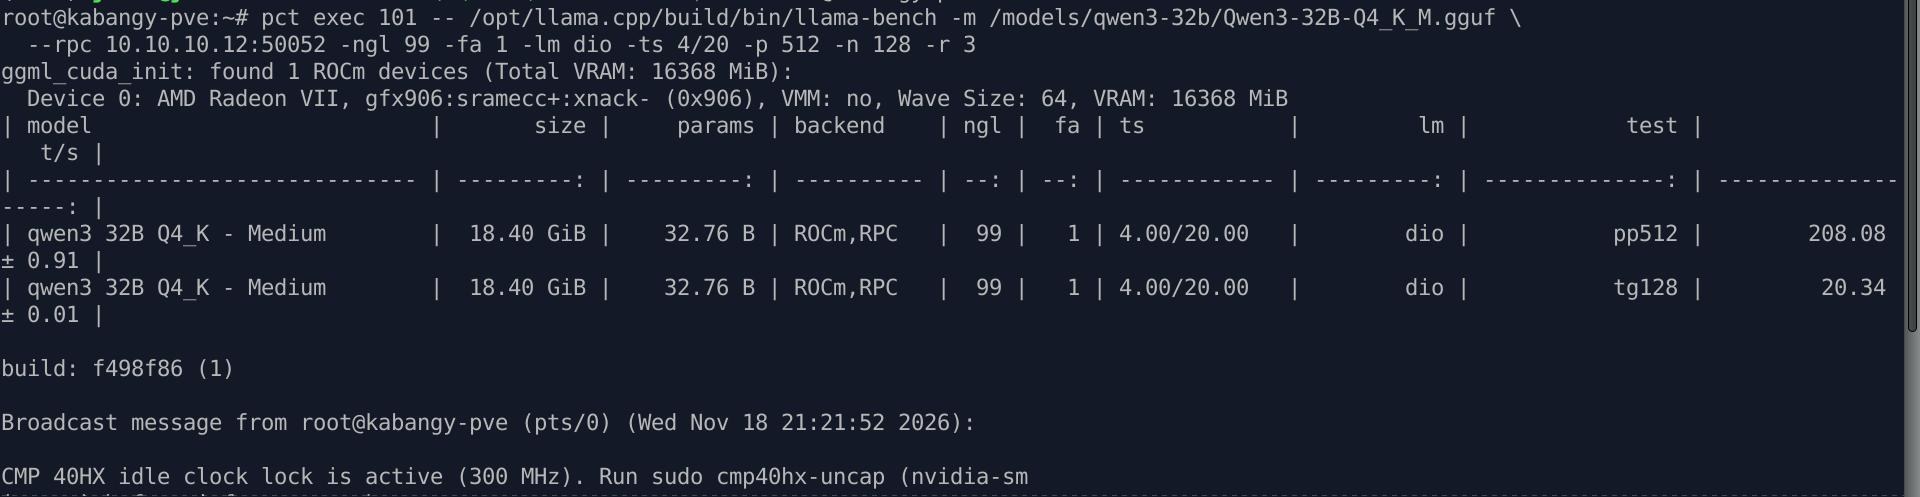 root@kabangy-pve:~# pct exec 101 -- /opt/llama.cpp/build/bin/llama-bench -m /models/qwen3-32b/Qwen3-32B-Q4_K_M.gguf \
  --rpc 10.10.10.12:50052 -ngl 99 -fa 1 -lm dio -ts 4/20 -p 512 -n 128 -r 3
ggml_cuda_init: found 1 ROCm devices (Total VRAM: 16368 MiB):
  Device 0: AMD Radeon VII, gfx906:sramecc+:xnack- (0x906), VMM: no, Wave Size: 64, VRAM: 16368 MiB
| model                          |       size |     params | backend    | ngl |  fa | ts           |         lm |            test |
   t/s |
| ------------------------------ | ---------: | ---------: | ---------- | --: | --: | ------------ | ---------: | --------------: | --------------
-----: |
| qwen3 32B Q4_K - Medium        |  18.40 GiB |    32.76 B | ROCm,RPC   |  99 |   1 | 4.00/20.00   |        dio |           pp512 |        208.08
± 0.91 |
| qwen3 32B Q4_K - Medium        |  18.40 GiB |    32.76 B | ROCm,RPC   |  99 |   1 | 4.00/20.00   |        dio |           tg128 |         20.34
± 0.01 |
build: f498f86 (1)
Broadcast message from root@kabangy-pve (pts/0) (Wed Nov 18 21:21:52 2026):
CMP 40HX idle clock lock is active (300 MHz). Run sudo cmp40hx-uncap (nvidia-sm